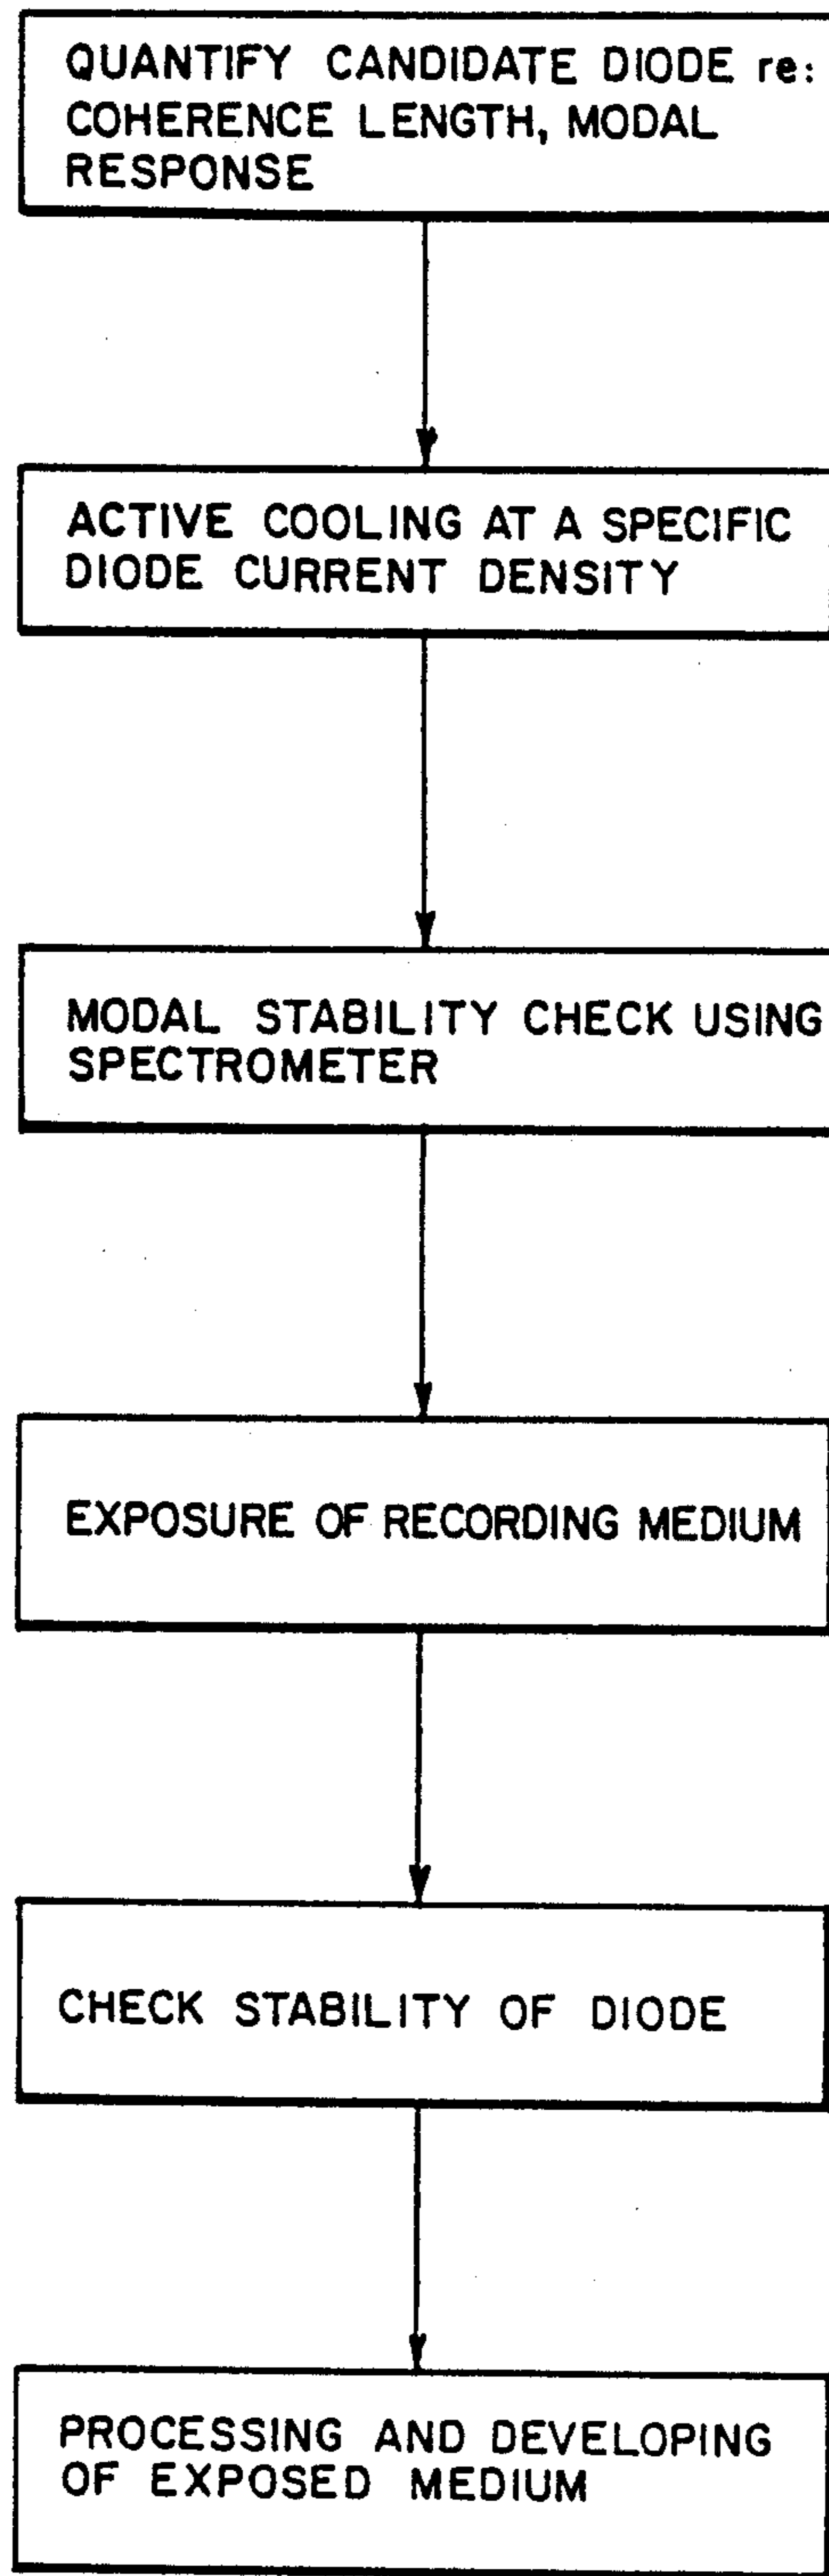 QUANTIFY CANDIDATE DIODE re:
COHERENCE LENGTH, MODAL
RESPONSE
ACTIVE COOLING AT A SPECIFIC
DIODE CURRENT DENSITY
MODAL STABILITY CHECK USING
SPECTROMETER
EXPOSURE OF RECORDING MEDIUM
CHECK STABILITY OF DIODE
PROCESSING AND DEVELOPING
OF EXPOSED MEDIUM